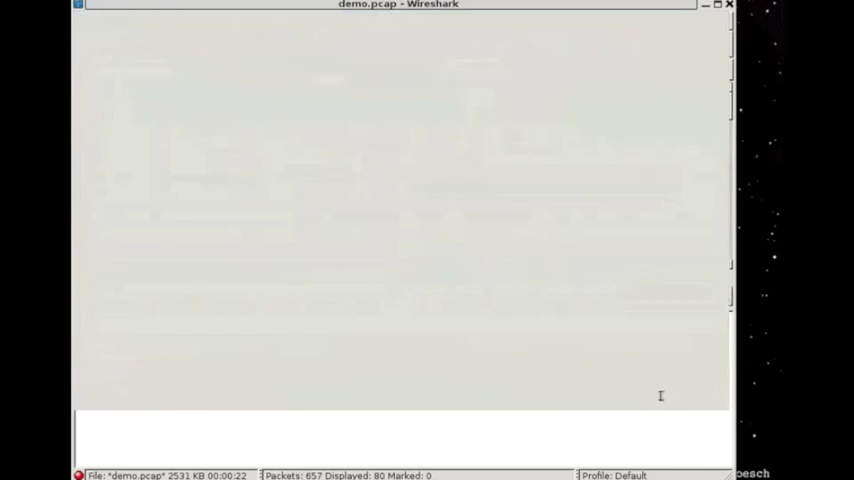 demo.pcap - Wireshark
File: "demo.pcap" 2531 KB 00:00:22
Packets: 657 Displayed: 80 Marked: 0
Profile: Default
oesch